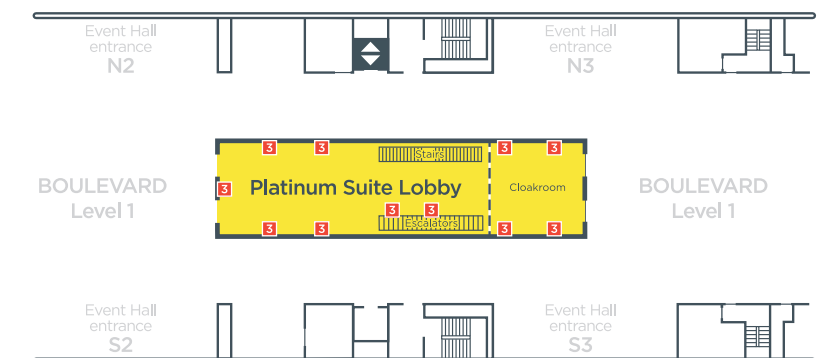 Event Hall
entrance
N2
Event Hall
entrance
N3
3
3
3
3
Stairs
BOULEVARD
Level 1
3
Platinum Suite Lobby
Cloakroom
BOULEVARD
Level 1
3
3
Escalators
3
3
3
3
Event Hall
entrance
S2
Event Hall
entrance
S3